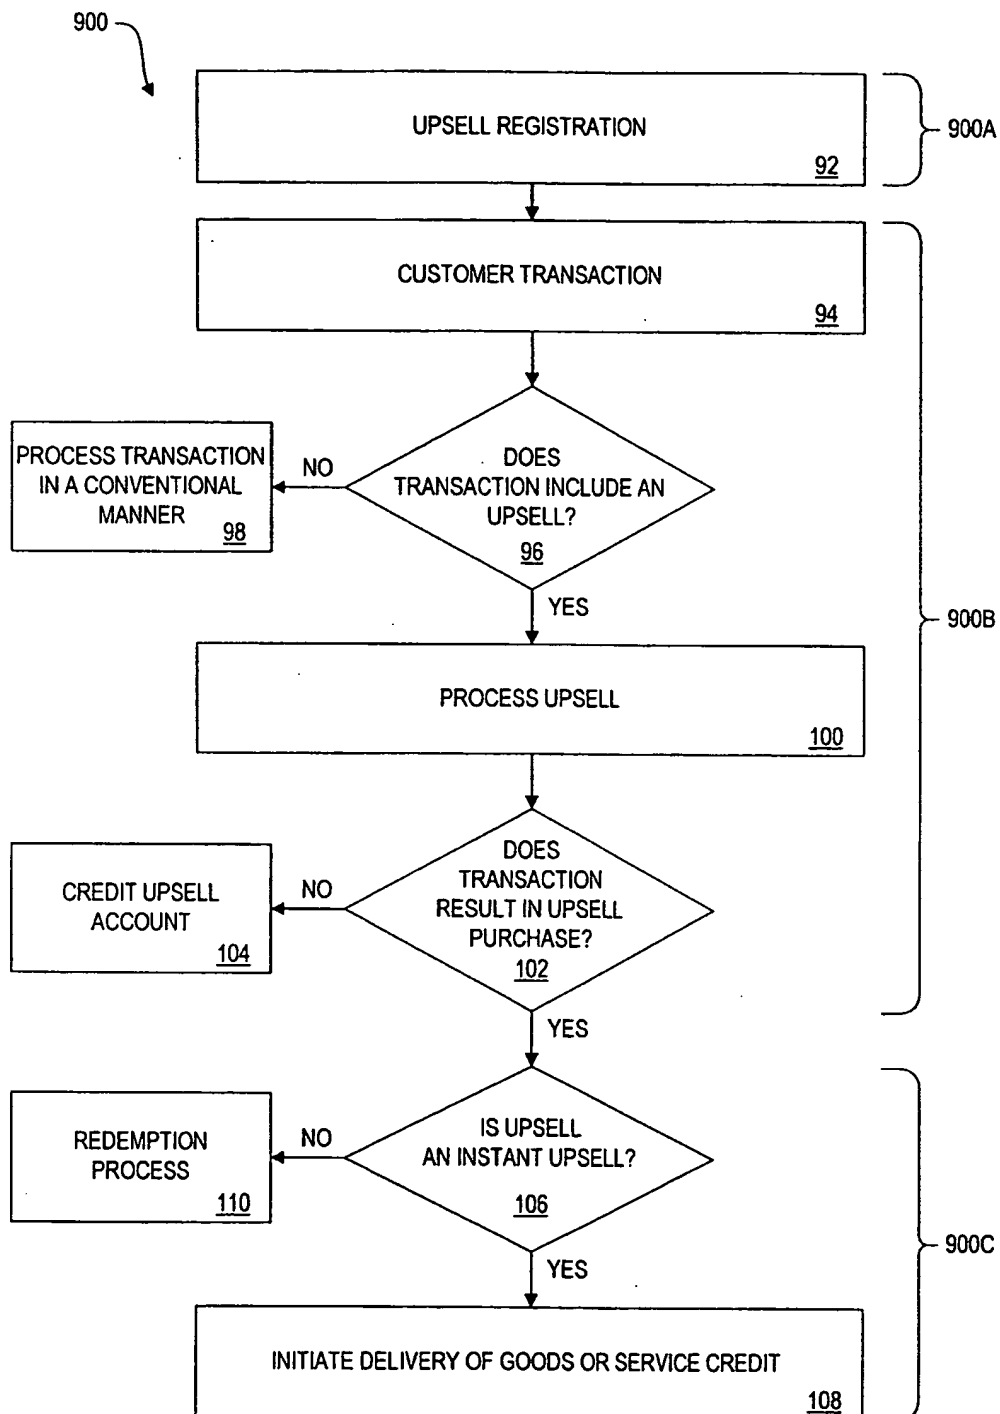 900
UPSELL REGISTRATION
92
900A
CUSTOMER TRANSACTION
94
DOES
TRANSACTION INCLUDE AN
UPSELL?
96
NO
PROCESS TRANSACTION
IN A CONVENTIONAL
MANNER
98
YES
900B
PROCESS UPSELL
100
DOES
TRANSACTION
RESULT IN UPSELL
PURCHASE?
102
NO
CREDIT UPSELL
ACCOUNT
104
YES
IS UPSELL
AN INSTANT UPSELL?
106
NO
REDEMPTION
PROCESS
110
YES
900C
INITIATE DELIVERY OF GOODS OR SERVICE CREDIT
108